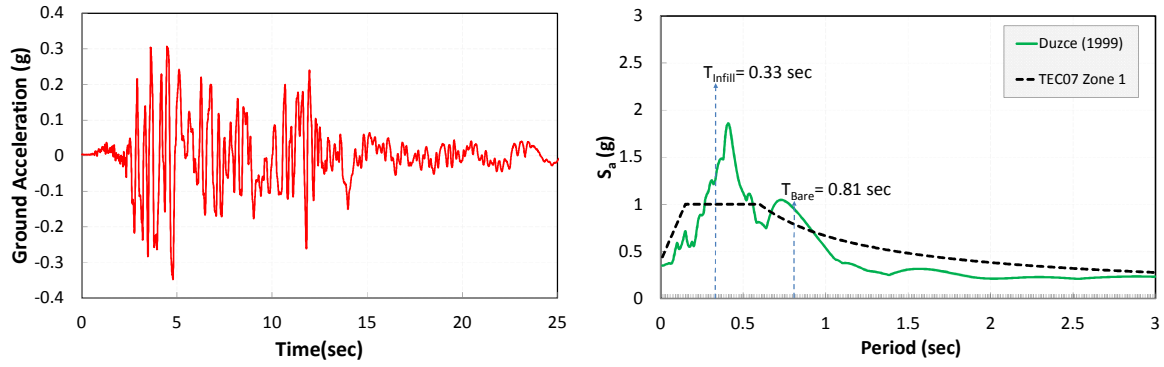 Ground Acceleration (g)
0.4
0.3
0.2
0.1
0
-0.1
-0.2
-0.3
-0.4
0 5 10 15 20 25
Time(sec)
Sa (g)
3
2.5
2
1.5
1
0.5
0
TInfill= 0.33 sec
TBare= 0.81 sec
Duzce (1999)
TEC07 Zone 1
0 0.5 1 1.5 2 2.5 3
Period (sec)